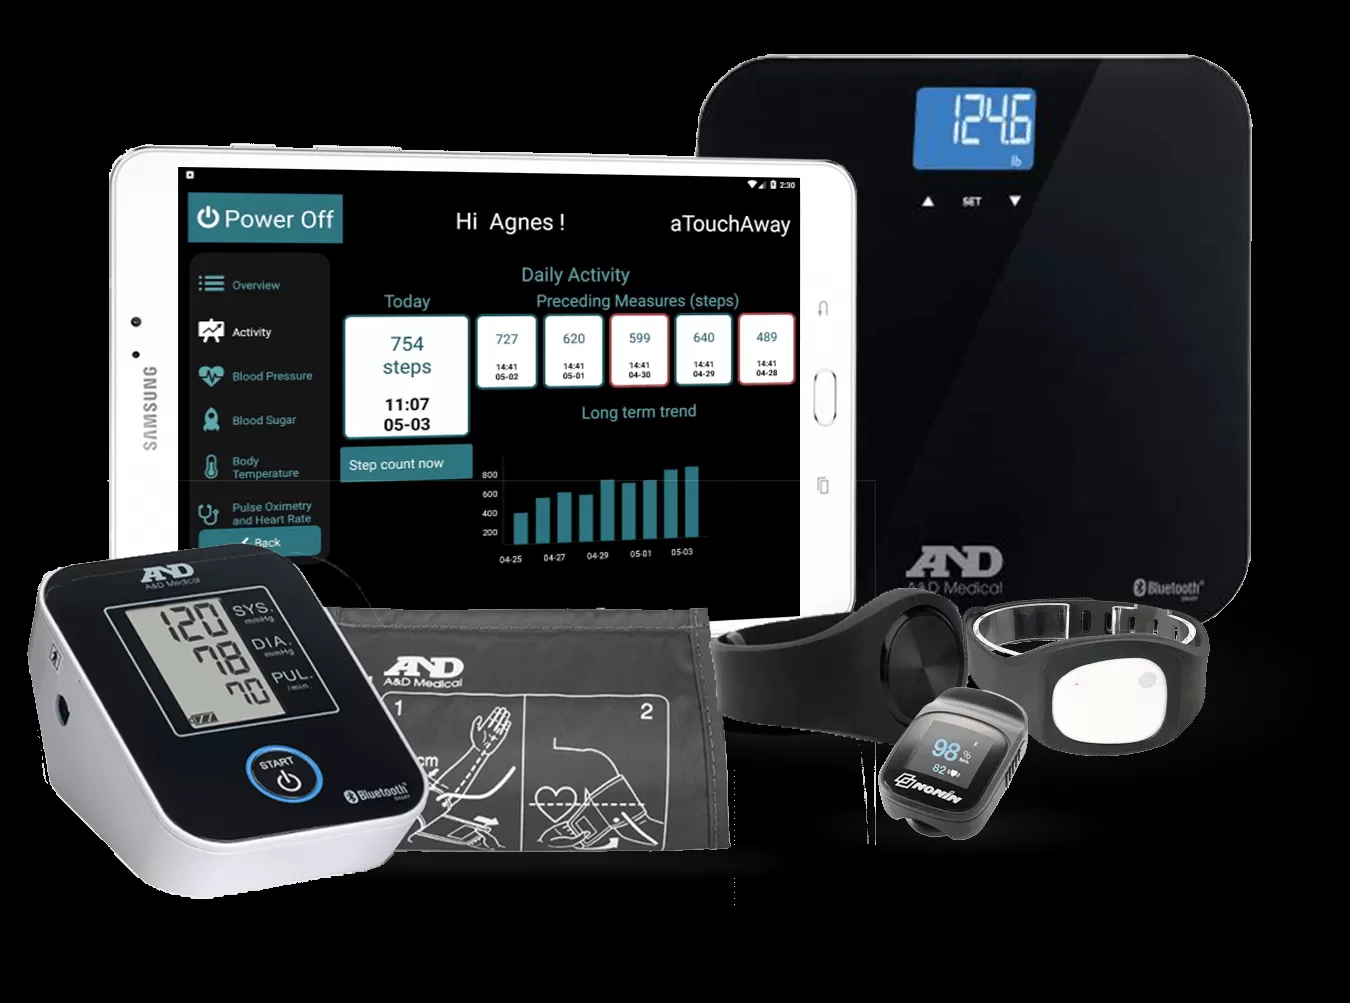 124.6
lb
SET
2:30
Power Off
Hi Agnes !
aTouchAway
Overview
Activity
Blood Pressure
Blood Sugar
Body
Temperature
Pulse Oximetry
and Heart Rate
Back
Daily Activity
Today
Preceding Measures (steps)
754
steps
11:07
05-03
727
14:41
05-02
620
14:41
05-01
599
14:41
04-30
640
14:41
04-29
489
14:41
04-28
Step count now
Long term trend
800
600
400
200
04-25
04-27
04-29
05-01
05-03
SAMSUNG
AND
A&D Medical
Bluetooth®
SMART
AND
A&D Medical
120 SYS.
mmHg
78 DIA.
mmHg
70 PUL.
/min.
START
Bluetooth®
SMART
AND
A&D Medical
1
2
cm
98 %
82
NONIN